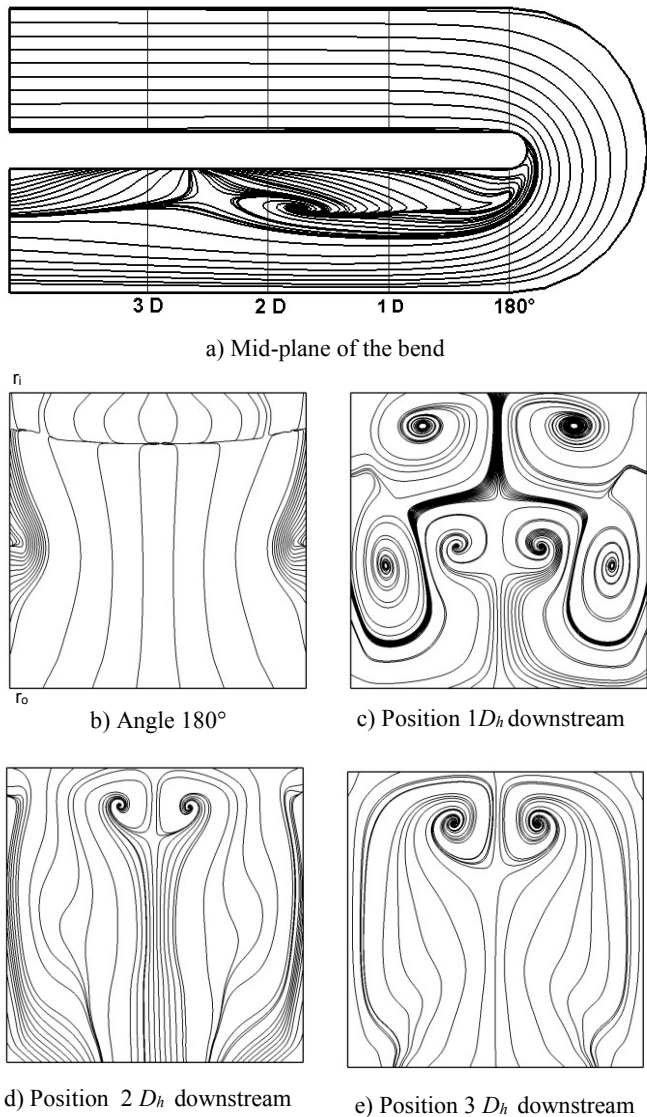 3 D 2 D 1 D 180°
a) Mid-plane of the bend
rᵢ
rₒ
b) Angle 180°
c) Position 1Dₕ downstream
d) Position 2 Dₕ downstream
e) Position 3 Dₕ downstream